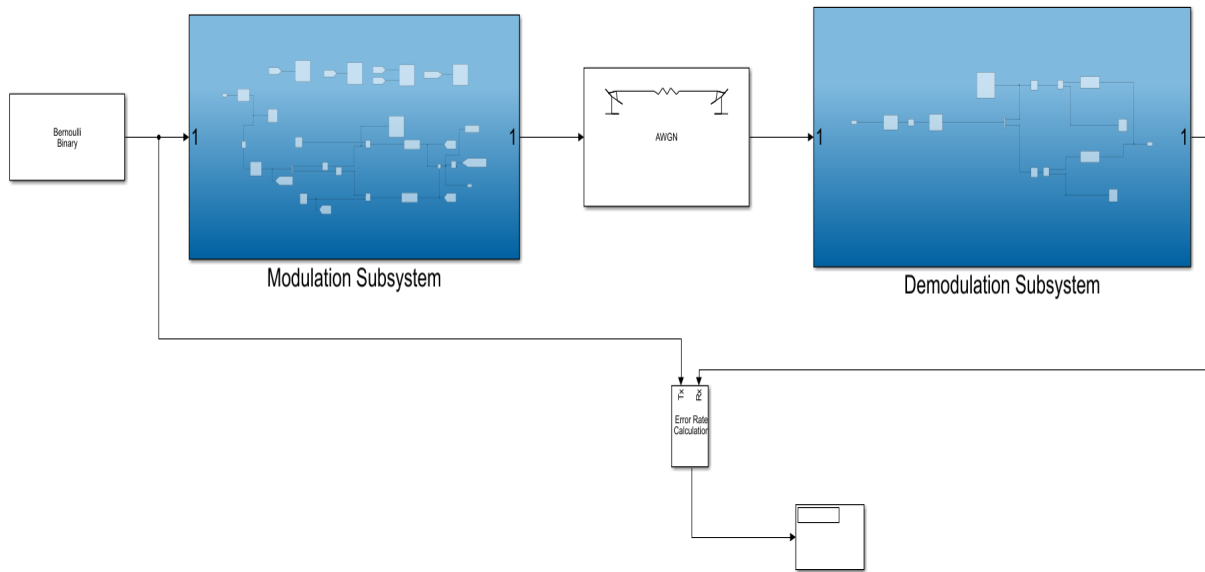 Bernoulli
Binary
1
1
Modulation Subsystem
AWGN
1
1
Demodulation Subsystem
Tx
Rx
Error Rate
Calculation